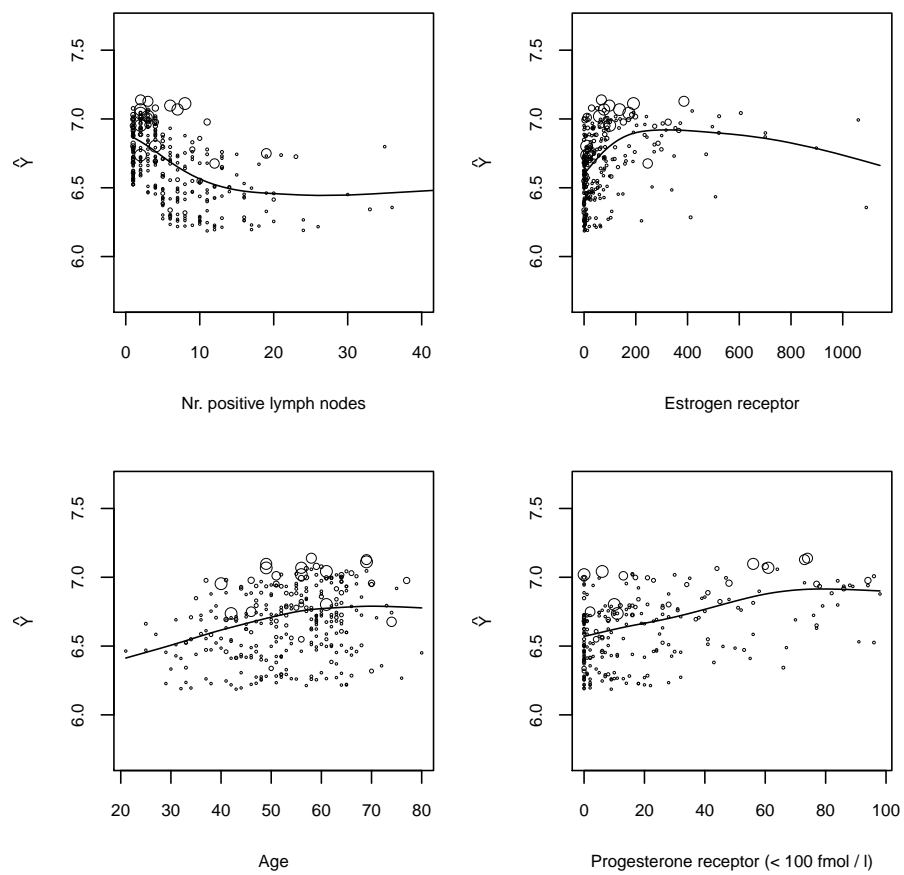 7.5
7.0
6.5
6.0
Ŷ
0 10 20 30 40
Nr. positive lymph nodes
7.5
7.0
6.5
6.0
Ŷ
0 200 400 600 800 1000
Estrogen receptor
7.5
7.0
6.5
6.0
Ŷ
20 30 40 50 60 70 80
Age
7.5
7.0
6.5
6.0
Ŷ
0 20 40 60 80 100
Progesterone receptor (< 100 fmol / l)